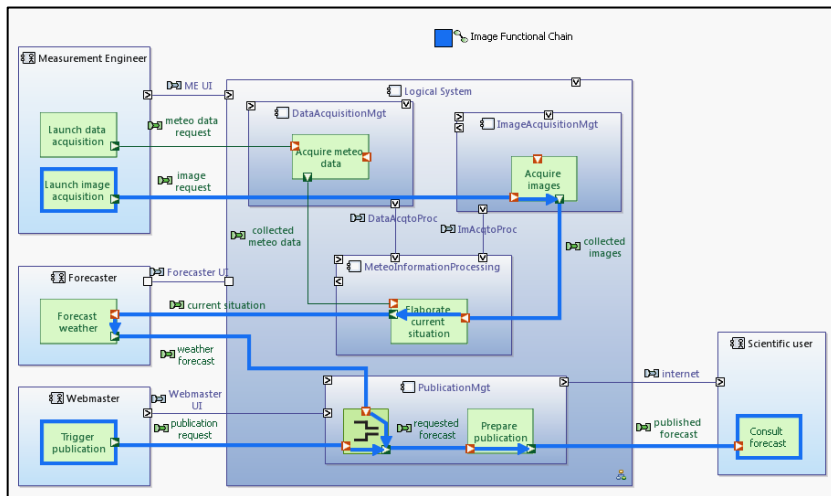 Image Functional Chain
Measurement Engineer
ME UI
Logical System
DataAcquisitionMgt
ImageAcquisitionMgt
Launch data
acquisition
meteo data
request
Acquire meteo
data
Launch image
acquisition
image
request
Acquire
images
DataAcqtoProc
ImAcqtoProc
collected
meteo data
collected
images
Forecaster
Forecaster UI
MeteoInformationProcessing
Forecast
weather
current situation
Elaborate
current
situation
weather
forecast
Scientific user
Webmaster
Webmaster
UI
PublicationMgt
internet
Trigger
publication
publication
request
requested
forecast
Prepare
publication
published
forecast
Consult
forecast